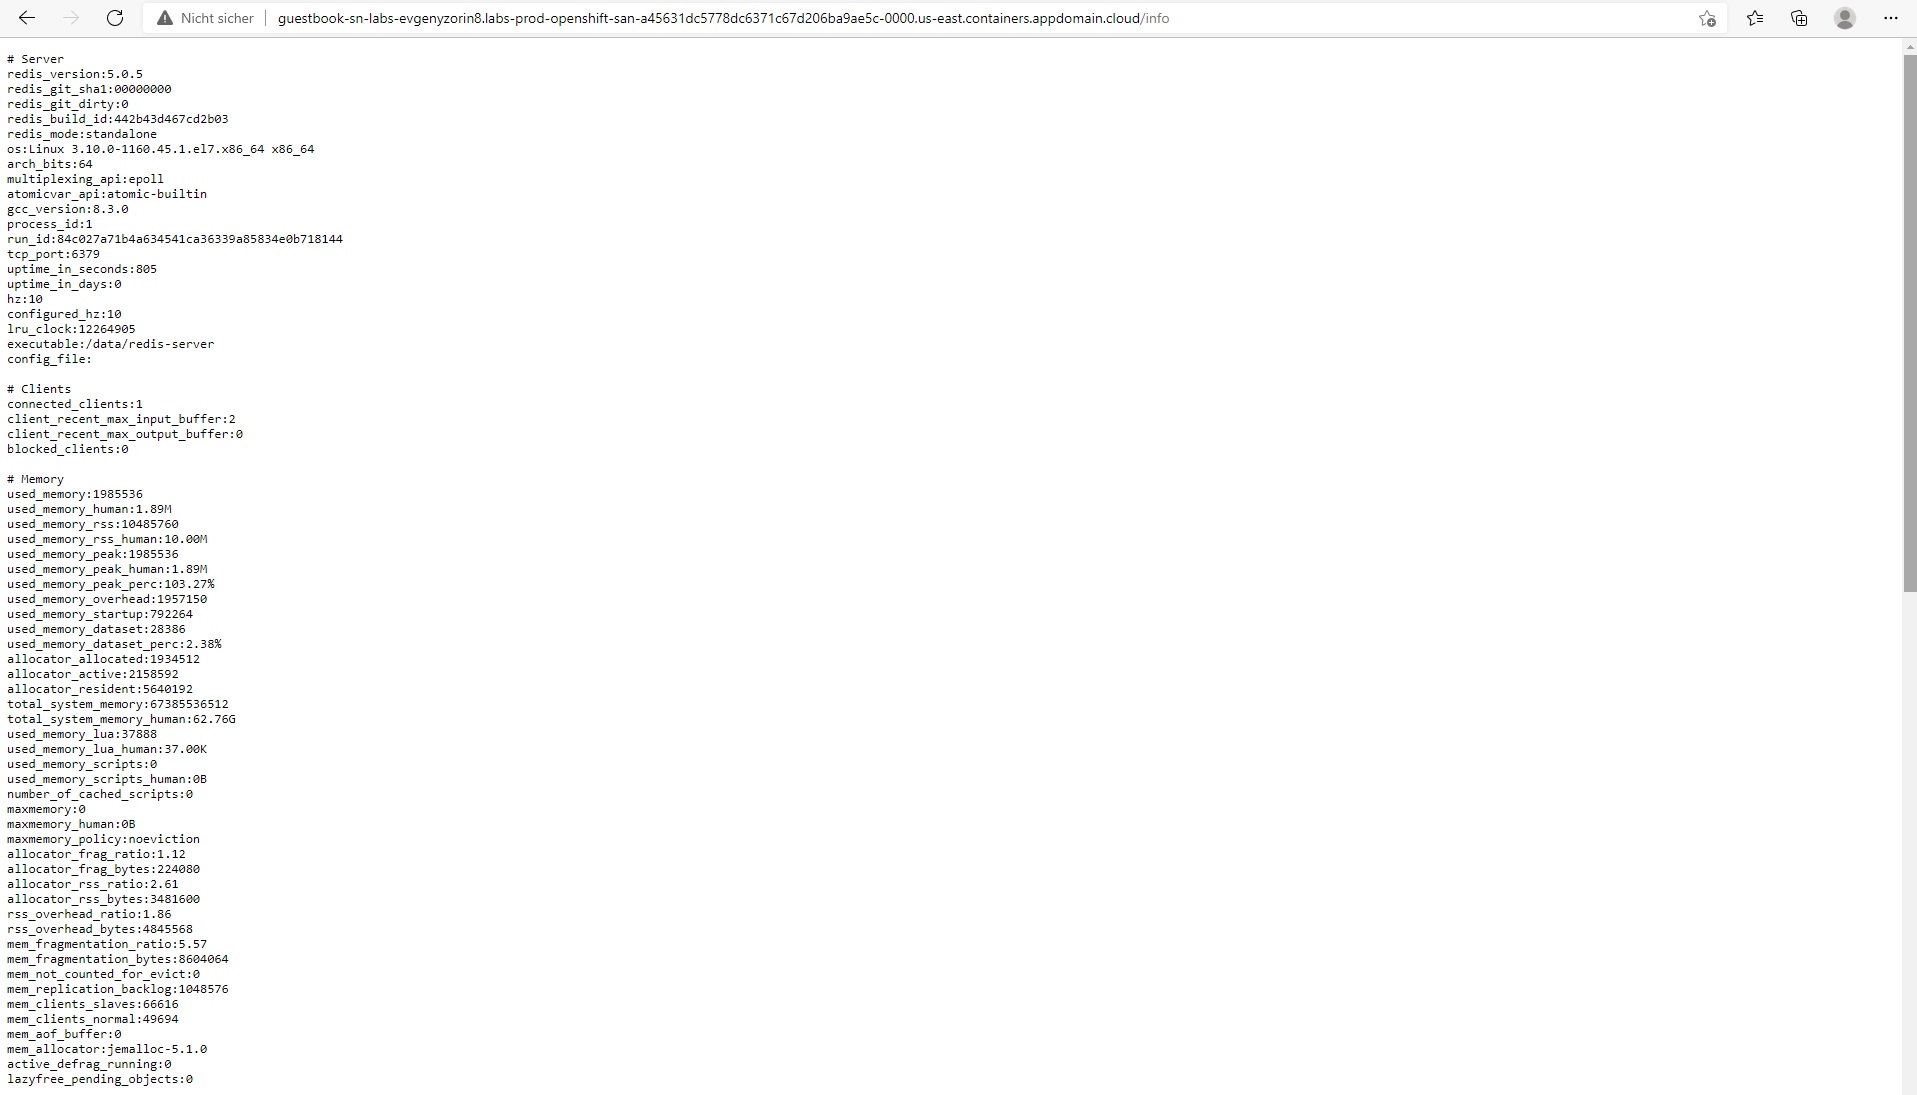 Nicht sicher guestbook-sn-labs-evgenyzorin8.labs-prod-openshift-san-a45631dc5778dc6371c67d206ba9ae5c-0000.us-east.containers.appdomain.cloud/info
# Server
redis_version:5.0.5
redis_git_sha1:00000000
redis_git_dirty:0
redis_build_id:442b43d467cd2b03
redis_mode:standalone
os:Linux 3.10.0-1160.45.1.el7.x86_64 x86_64
arch_bits:64
multiplexing_api:epoll
atomicvar_api:atomic-builtin
gcc_version:8.3.0
process_id:1
run_id:84c027a71b4a634541ca36339a85834e0b718144
tcp_port:6379
uptime_in_seconds:805
uptime_in_days:0
hz:10
configured_hz:10
lru_clock:12264905
executable:/data/redis-server
config_file:
# Clients
connected_clients:1
client_recent_max_input_buffer:2
client_recent_max_output_buffer:0
blocked_clients:0
# Memory
used_memory:1985536
used_memory_human:1.89M
used_memory_rss:10485760
used_memory_rss_human:10.00M
used_memory_peak:1985536
used_memory_peak_human:1.89M
used_memory_peak_perc:103.27%
used_memory_overhead:1957150
used_memory_startup:792264
used_memory_dataset:28386
used_memory_dataset_perc:2.38%
allocator_allocated:1934512
allocator_active:2158592
allocator_resident:5640192
total_system_memory:67385536512
total_system_memory_human:62.76G
used_memory_lua:37888
used_memory_lua_human:37.00K
used_memory_scripts:0
used_memory_scripts_human:0B
number_of_cached_scripts:0
maxmemory:0
maxmemory_human:0B
maxmemory_policy:noeviction
allocator_frag_ratio:1.12
allocator_frag_bytes:224080
allocator_rss_ratio:2.61
allocator_rss_bytes:3481600
rss_overhead_ratio:1.86
rss_overhead_bytes:4845568
mem_fragmentation_ratio:5.57
mem_fragmentation_bytes:8604064
mem_not_counted_for_evict:0
mem_replication_backlog:1048576
mem_clients_slaves:66616
mem_clients_normal:49694
mem_aof_buffer:0
mem_allocator:jemalloc-5.1.0
active_defrag_running:0
lazyfree_pending_objects:0